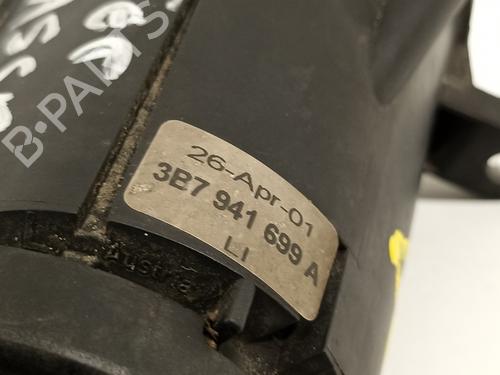 B-PARTS
26-Apr-01
3B7 941 699 A
LI
Austria